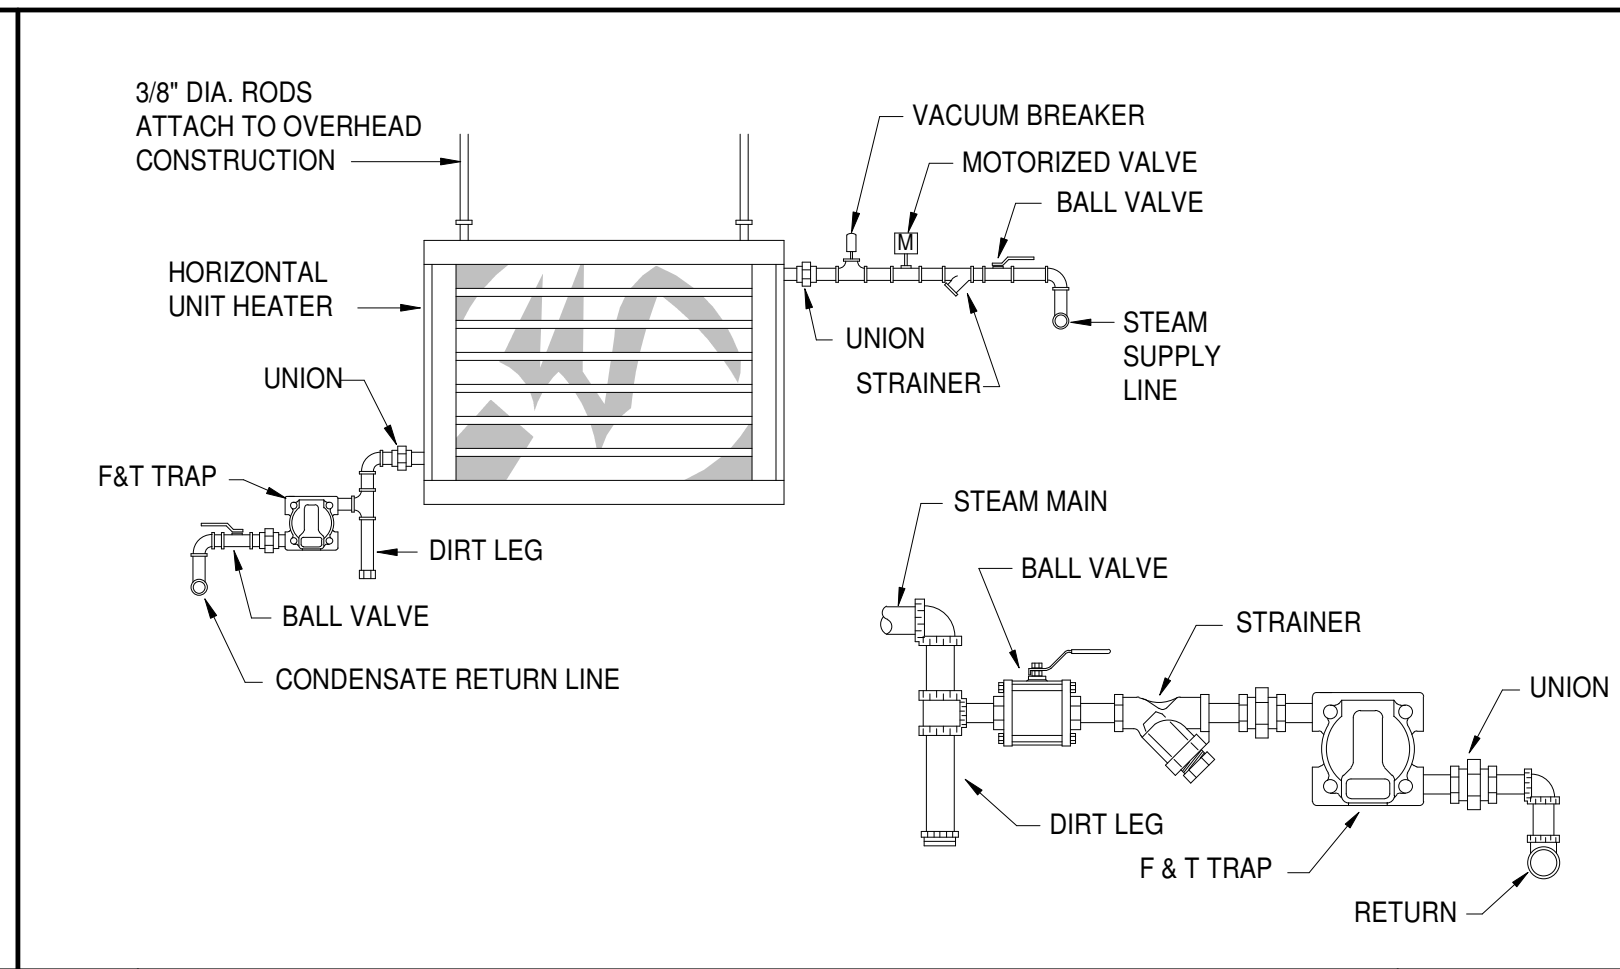 3/8" DIA. RODS
ATTACH TO OVERHEAD
CONSTRUCTION
VACUUM BREAKER
MOTORIZED VALVE
BALL VALVE
M
HORIZONTAL
UNIT HEATER
UNION
STRAINER
STEAM
SUPPLY
LINE
UNION
F&T TRAP
DIRT LEG
BALL VALVE
CONDENSATE RETURN LINE
STEAM MAIN
BALL VALVE
STRAINER
UNION
DIRT LEG
F & T TRAP
RETURN